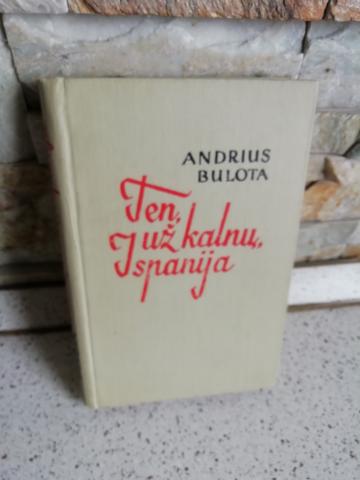 ANDRIUS
BULOTA
Ten,
už kalnų,
Ispanija